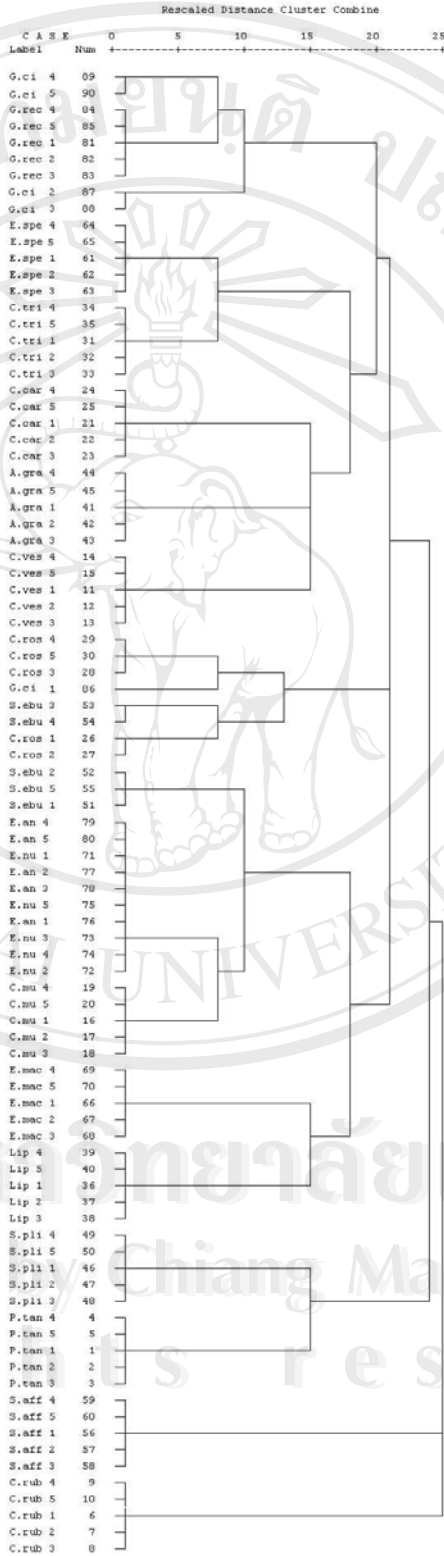 Rescaled Distance Cluster Combine
C A S E 0 5 10 15 20 25
Label Num
G.ci 4 89
G.ci 5 90
G.rec 4 84
G.rec 5 85
G.rec 1 81
G.rec 2 82
G.rec 3 83
G.ci 2 87
G.ci 3 88
E.spe 4 64
E.spe 5 65
E.spe 1 61
E.spe 2 62
E.spe 3 63
C.tri 4 34
C.tri 5 35
C.tri 1 31
C.tri 2 32
C.tri 3 33
C.car 4 24
C.car 5 25
C.car 1 21
C.car 2 22
C.car 3 23
A.gra 4 44
A.gra 5 45
A.gra 1 41
A.gra 2 42
A.gra 3 43
C.ves 4 14
C.ves 5 15
C.ves 1 11
C.ves 2 12
C.ves 3 13
C.ros 4 29
C.ros 5 30
C.ros 3 28
G.ci 1 86
S.ebu 3 53
S.ebu 4 54
C.ros 1 26
C.ros 2 27
S.ebu 2 52
S.ebu 5 55
S.ebu 1 51
E.an 4 79
E.an 5 80
E.nu 1 71
E.an 2 77
E.an 3 78
E.nu 5 75
E.an 1 76
E.nu 3 73
E.nu 4 74
E.nu 2 72
C.mu 4 19
C.mu 5 20
C.mu 1 16
C.mu 2 17
C.mu 3 18
E.mac 4 69
E.mac 5 70
E.mac 1 66
E.mac 2 67
E.mac 3 68
Lip 4 39
Lip 5 40
Lip 1 36
Lip 2 37
Lip 3 38
S.pli 4 49
S.pli 5 50
S.pli 1 46
S.pli 2 47
S.pli 3 48
P.tan 4 4
P.tan 5 5
P.tan 1 1
P.tan 2 2
P.tan 3 3
S.aff 4 59
S.aff 5 60
S.aff 1 56
S.aff 2 57
S.aff 3 58
C.rub 4 9
C.rub 5 10
C.rub 1 6
C.rub 2 7
C.rub 3 8
UNIVERSI
วิทยาลัย
by Chiang Ma
h t s r e s